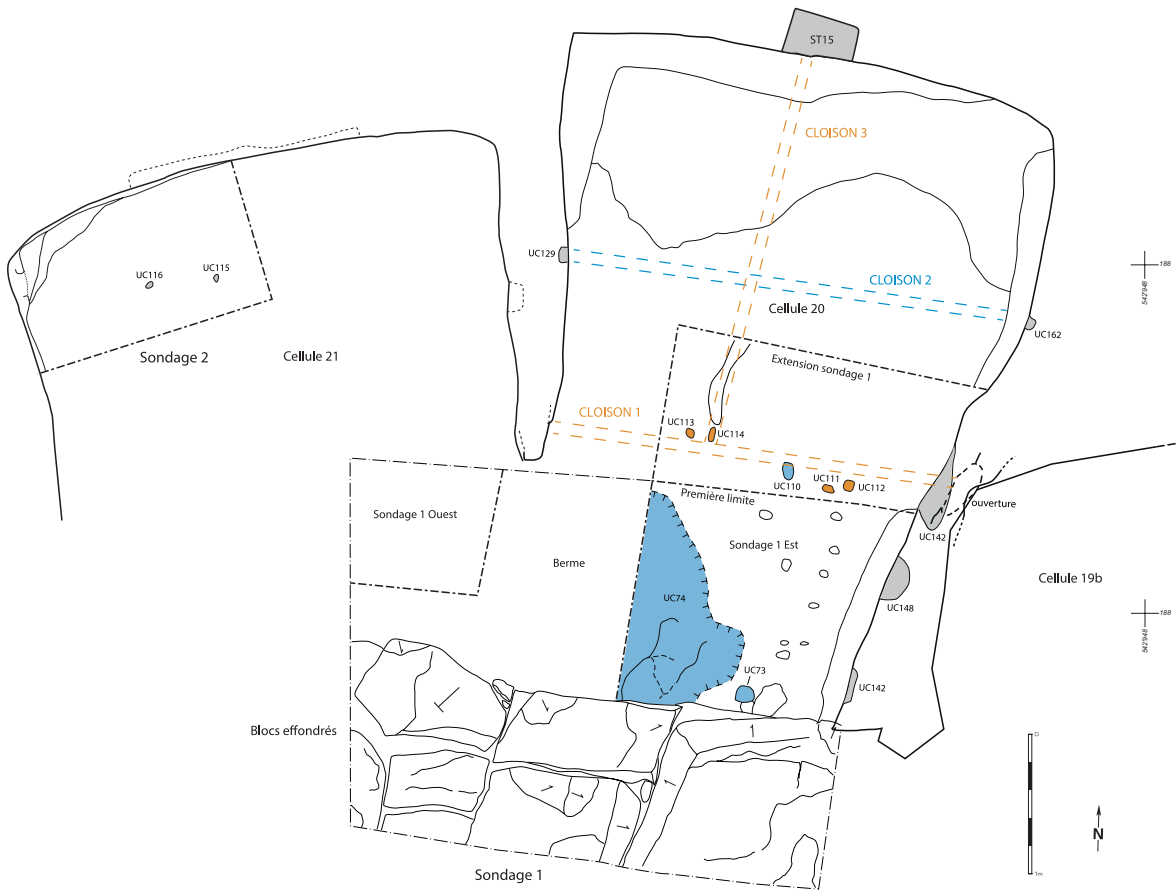 ST15
CLOISON 3
UC129
188
542948
UC116
UC115
CLOISON 2
Cellule 20
UC162
Sondage 2
Cellule 21
Extension sondage 1
CLOISON 1
UC113
UC114
UC110
UC111
UC112
Première limite
ouverture
Sondage 1 Ouest
UC142
Sondage 1 Est
Berme
Cellule 19b
UC74
UC148
188
542948
UC73
UC142
Blocs effondrés
0
N
1m
Sondage 1